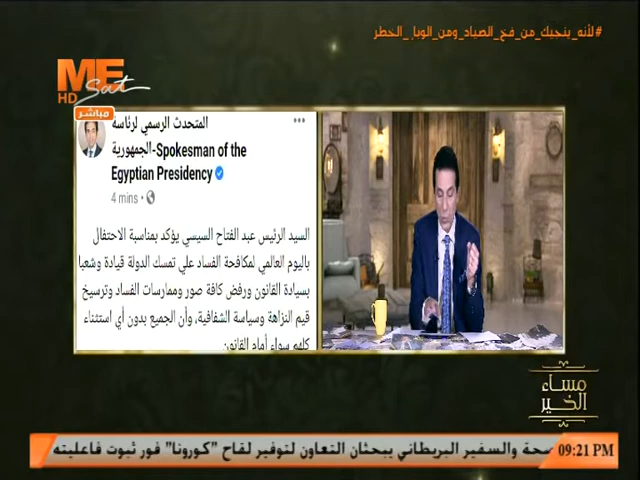 #لأنه_ينجيك_من_فخ_الصياد_ومن_الوبإ_الخطر
ME
Sat
HD
مباشر
المتحدث الرسمي لرئاسة
الجمهورية-Spokesman of the
Egyptian Presidency
4 mins
السيد الرئيس عبد الفتاح السيسي يؤكد بمناسبة الاحتفال
باليوم العالمي لمكافحة الفساد علي تمسك الدولة قيادة وشعبا
بسيادة القانون ورفض كافة صور وممارسات الفساد وترسيخ
قيم النزاهة وسياسة الشفافية، وأن الجميع بدون أي استثناء
كلهم سواء أمام القانون
مساء
الخير
صحة والسفير البريطاني يبحثان التعاون لتوفير لقاح "كورونا" فور ثبوت فاعليته
09:21 PM